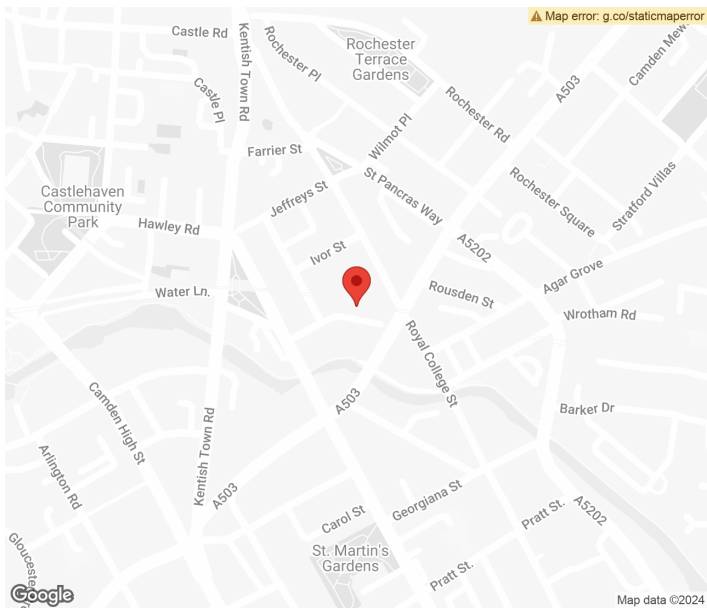 Map error: g.co/staticmaperror
Castle Rd
Kentish Town Rd
Rochester Pl
Rochester
Terrace
Gardens
Camden Mews
A503
Castle Pl
Rochester Rd
Wilmot Pl
Farrier St
Jeffreys St
St Pancras Way
Rochester Square
Stratford Villas
Castlehaven
Community
Park
Hawley Rd
Ivor St
A5202
Agar Grove
Water Ln.
Rousden St
Wrotham Rd
Royal College St
Camden High St
A503
Barker Dr
Kentish Town Rd
Arlington Rd
A503
Georgiana St
Carol St
Pratt St.
A5202
Gloucester
St. Martin's
Gardens
Pratt St.
Google
Map data ©2024